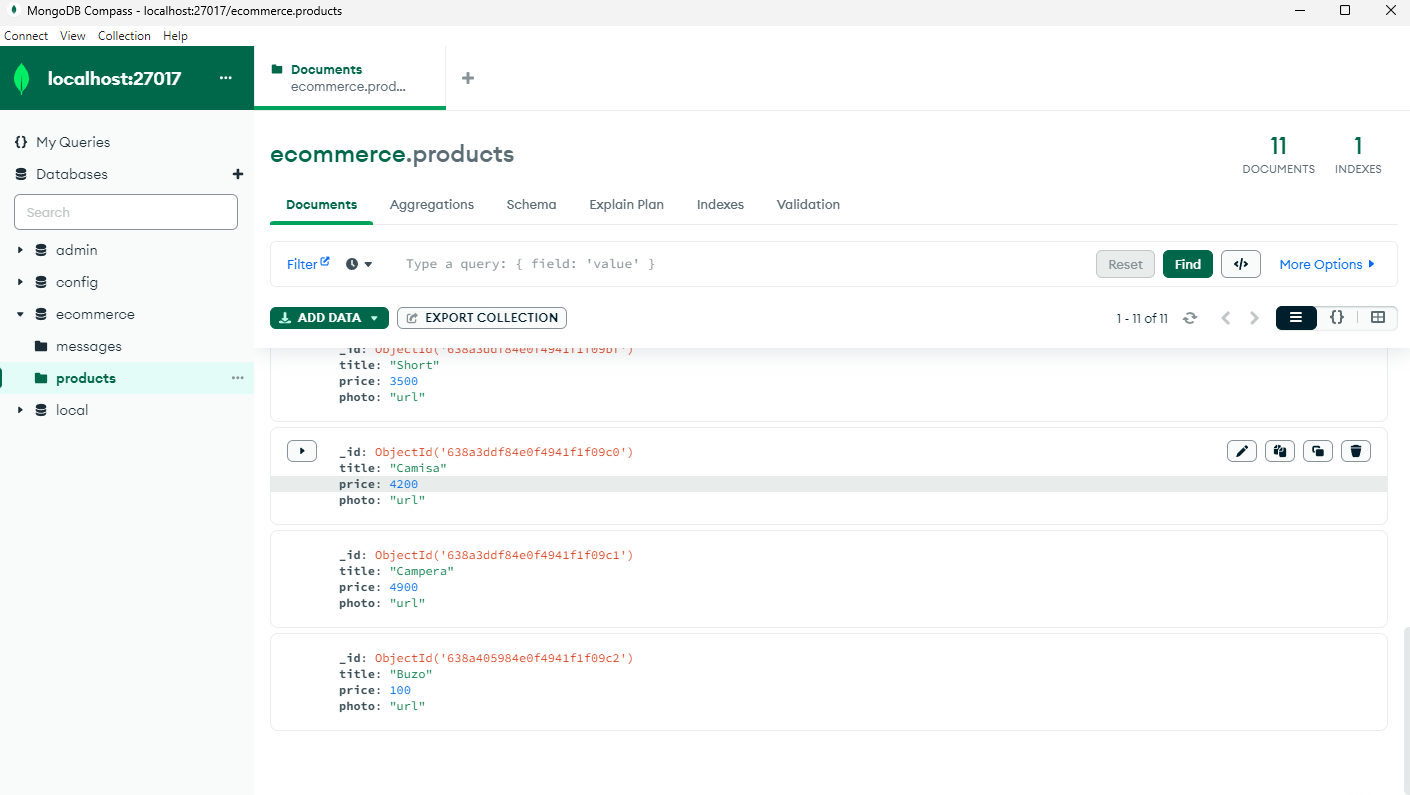 MongoDB Compass - localhost:27017/ecommerce.products
Connect View Collection Help
localhost:27017 ...
Documents
ecommerce.prod...
My Queries
Databases
Search
admin
config
ecommerce
messages
products ...
local
ecommerce.products
11
DOCUMENTS
1
INDEXES
Documents Aggregations Schema Explain Plan Indexes Validation
Filter Type a query: { field: 'value' } Reset Find </> More Options
ADD DATA EXPORT COLLECTION 1 - 11 of 11 {}
_id: ObjectId('638a3ddf84e0f4941f1f09bf')
title: "Short"
price: 3500
photo: "url"
_id: ObjectId('638a3ddf84e0f4941f1f09c0')
title: "Camisa"
price: 4200
photo: "url"
_id: ObjectId('638a3ddf84e0f4941f1f09c1')
title: "Campera"
price: 4900
photo: "url"
_id: ObjectId('638a405984e0f4941f1f09c2')
title: "Buzo"
price: 100
photo: "url"